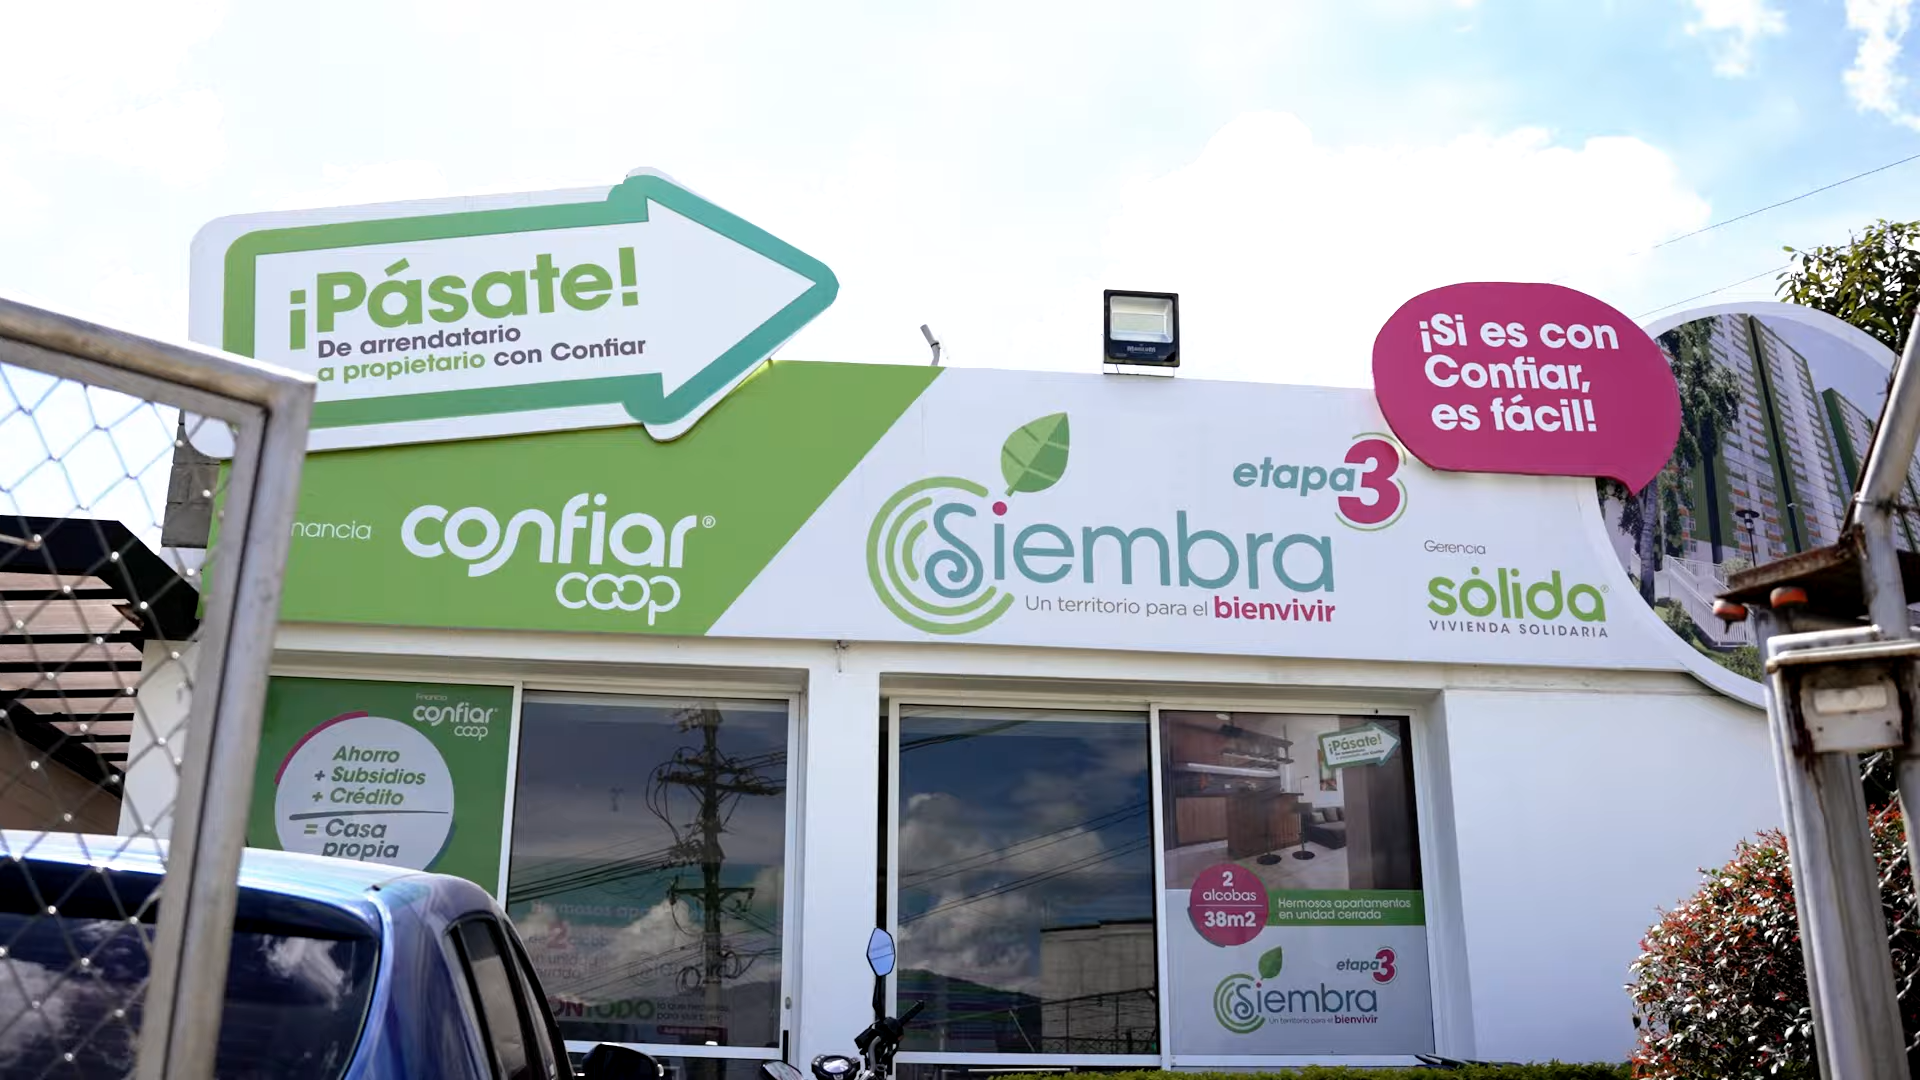 ¡Pásate!
De arrendatario
a propietario con Confiar
confiar®
coop
Siembra
etapa3
Un territorio para el bienvivir
¡Si es con
Confiar,
es fácil!
Gerencia
sólida®
VIVIENDA SOLIDARIA
Financia
confiar®
coop
Ahorro
+ Subsidios
+ Crédito
= Casa
propia
¡Pásate!
2
alcobas
38m2
Hermosos apartamentos
en unidad cerrada
etapa3
Siembra
Un territorio para el bienvivir